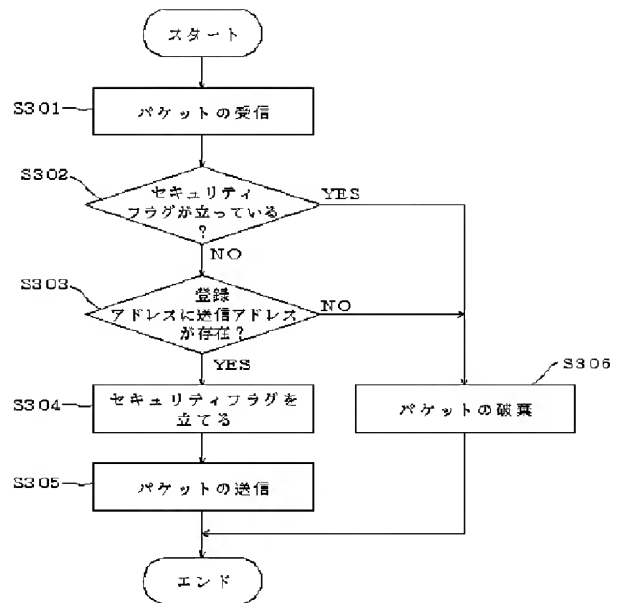 スタート
S301
パケットの受信
S302
セキュリティ
フラグが立っている
?
YES
NO
S303
登録
アドレスに送信アドレス
が存在?
NO
YES
S304
セキュリティフラグを
立てる
S306
パケットの破棄
S305
パケットの送信
エンド